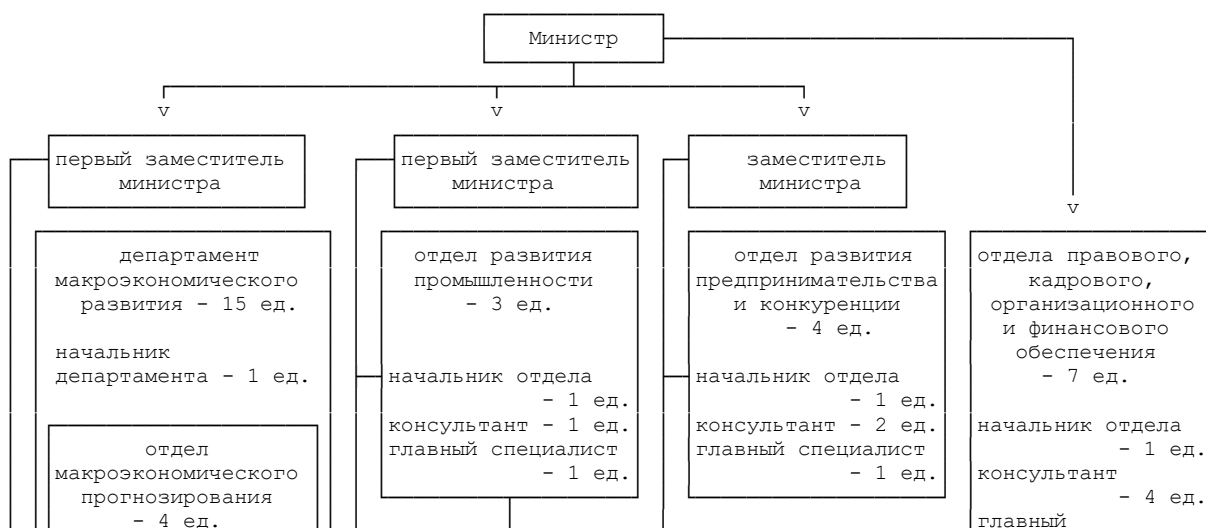 Министр
v
v
v
первый заместитель
министра
первый заместитель
министра
заместитель
министра
v
департамент
макроэкономического
развития - 15 ед.
начальник
департамента - 1 ед.
отдел
макроэкономического
прогнозирования
- 4 ед.
отдел развития
промышленности
- 3 ед.
начальник отдела
- 1 ед.
консультант - 1 ед.
главный специалист
- 1 ед.
отдел развития
предпринимательства
и конкуренции
- 4 ед.
начальник отдела
- 1 ед.
консультант - 2 ед.
главный специалист
- 1 ед.
отдела правового,
кадрового,
организационного
и финансового
обеспечения
- 7 ед.
начальник отдела
- 1 ед.
консультант
- 4 ед.
главный